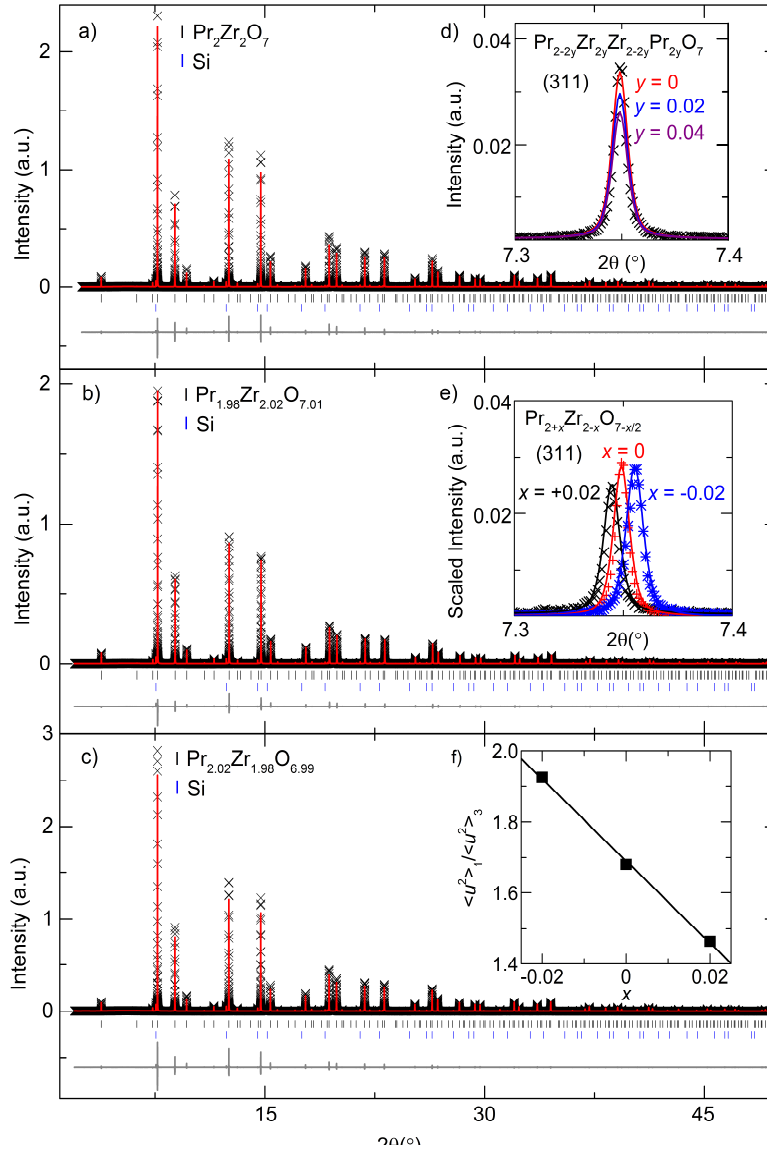 a)
Pr2Zr2O7
Si
Intensity (a.u.)
2
1
0
d)
Pr2-2yZr2yZr2-2yPr2yO7
(311)
y = 0
y = 0.02
y = 0.04
Intensity (a.u.)
0.04
0.02
7.3
7.4
2θ (°)
b)
Pr1.98Zr2.02O7.01
Si
Intensity (a.u.)
2
1
0
e)
Pr2+xZr2-xO7-x/2
(311)
x = 0
x = +0.02
x = -0.02
Scaled Intensity (a.u.)
0.04
0.02
7.3
7.4
2θ(°)
c)
Pr2.02Zr1.98O6.99
Si
Intensity (a.u.)
3
2
1
0
f)
<u2>1/<u2>3
2.0
1.8
1.6
1.4
-0.02
0
0.02
x
15
30
45
2θ(°)